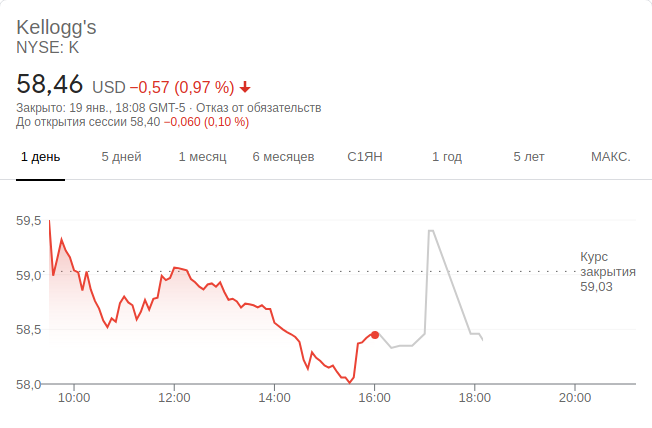 Kellogg's
NYSE: K
58,46 USD −0,57 (0,97 %)
Закрыто: 19 янв., 18:08 GMT-5 · Отказ от обязательств
До открытия сессии 58,40 −0,060 (0,10 %)
1 день 5 дней 1 месяц 6 месяцев С1ЯН 1 год 5 лет МАКС.
59,5
Курс
59,0 закрытия
59,03
58,5
58,0
10:00 12:00 14:00 16:00 18:00 20:00